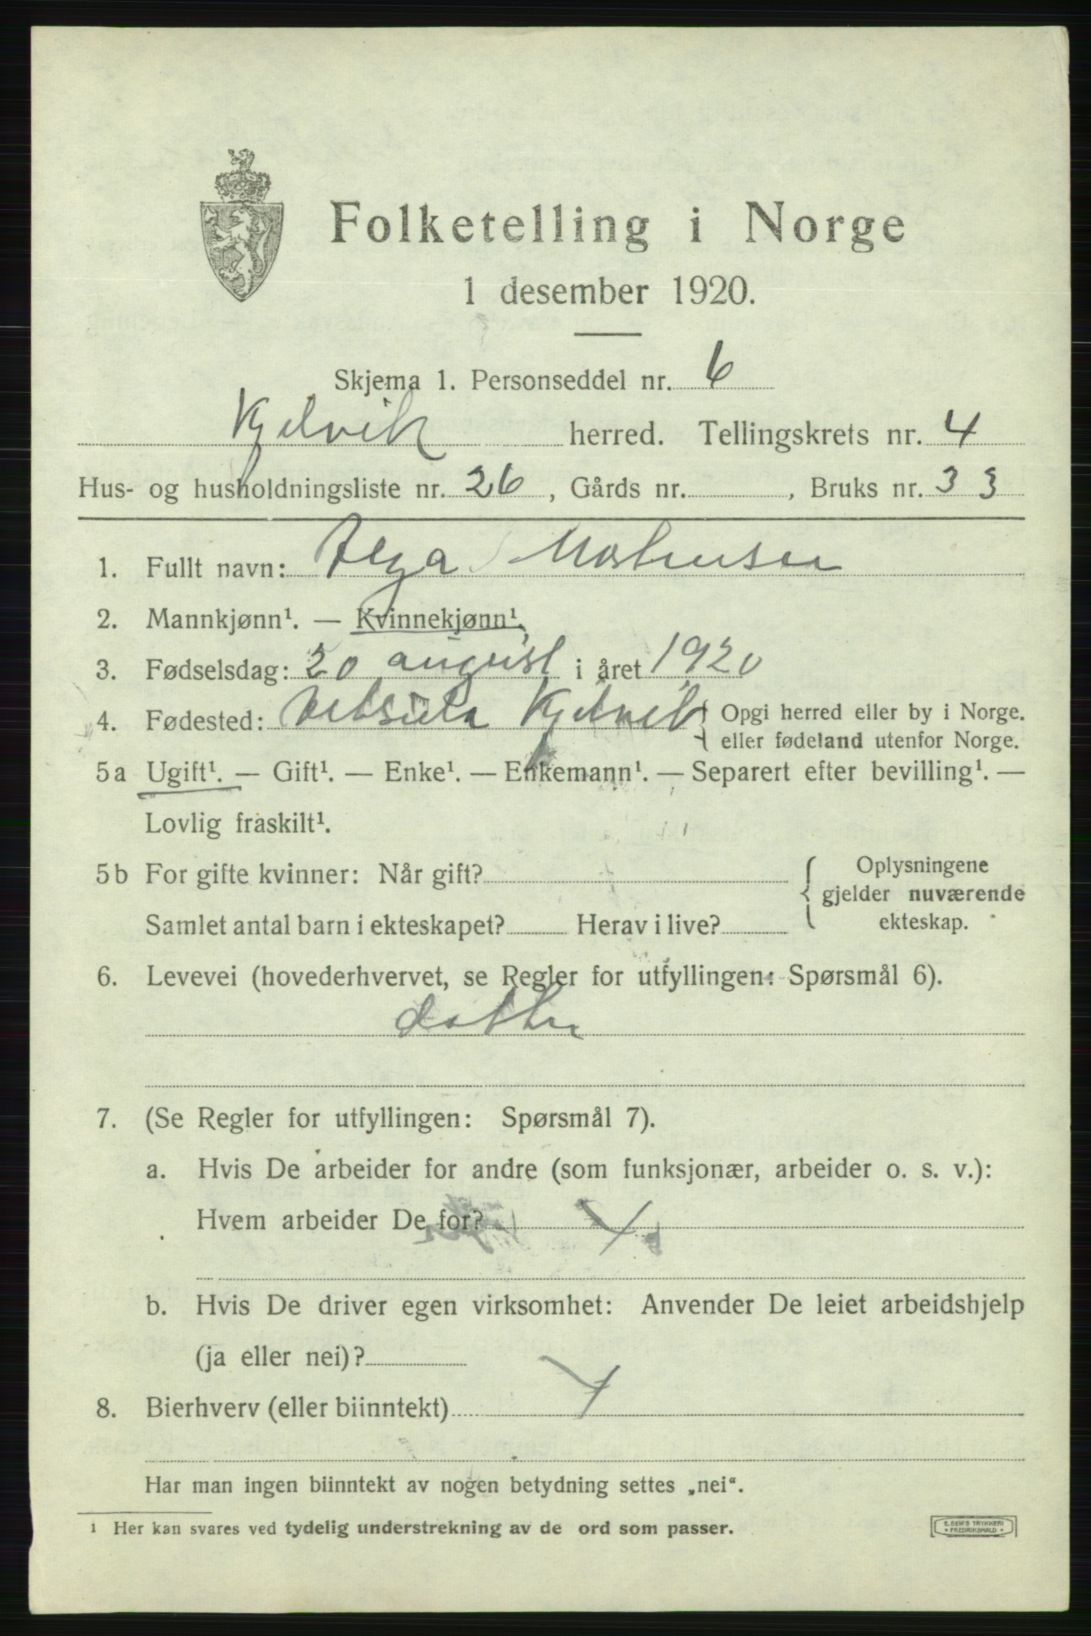 Folketelling i Norge
1 desember 1920.
Skjema 1. Personseddel nr. 6
Kjelvik herred. Tellingskrets nr. 4
Hus- og husholdningsliste nr. 26, Gårds nr. , Bruks nr. 33
1. Fullt navn:
2. Mannkjønn¹. — Kvinnekjønn¹.
3. Fødselsdag: 20 august i året 1920
4. Fødested: Kjelvik { Opgi herred eller by i Norge.
eller fødeland utenfor Norge.
5a Ugift¹. — Gift¹. — Enke¹. — Enkemann¹. — Separert efter bevilling¹. —
Lovlig fraskilt¹.
5b For gifte kvinner: Når gift? { Oplysningene
gjelder nuværende
Samlet antal barn i ekteskapet? Herav i live? ekteskap.
6. Levevei (hovederhvervet, se Regler for utfyllingen: Spørsmål 6).
datter
7. (Se Regler for utfyllingen: Spørsmål 7).
a. Hvis De arbeider for andre (som funksjonær, arbeider o. s. v.):
Hvem arbeider De for?
b. Hvis De driver egen virksomhet: Anvender De leiet arbeidshjelp
(ja eller nei)?
8. Bierhverv (eller biinntekt)
Har man ingen biinntekt av nogen betydning settes „nei“.
¹ Her kan svares ved tydelig understrekning av de ord som passer.